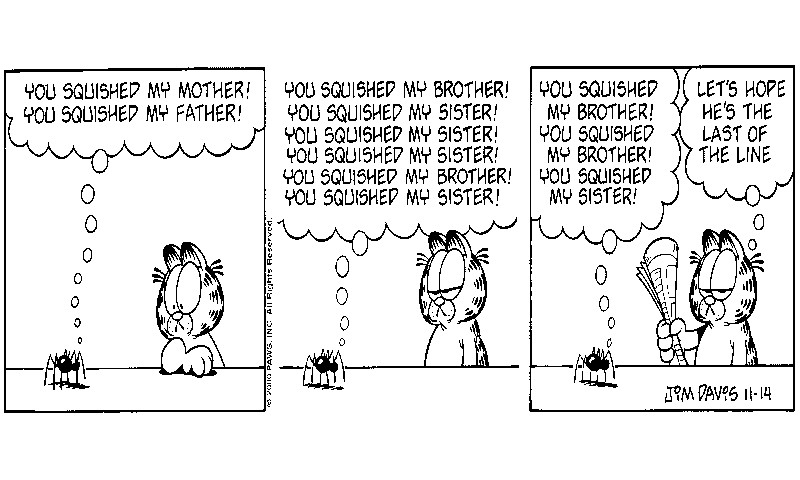 YOU SQUISHED MY MOTHER!
YOU SQUISHED MY FATHER!
© 2000 PAWS, INC. All Rights Reserved.
YOU SQUISHED MY BROTHER!
YOU SQUISHED MY SISTER!
YOU SQUISHED MY SISTER!
YOU SQUISHED MY SISTER!
YOU SQUISHED MY BROTHER!
YOU SQUISHED MY SISTER!
YOU SQUISHED
MY BROTHER!
YOU SQUISHED
MY BROTHER!
YOU SQUISHED
MY SISTER!
LET'S HOPE
HE'S THE
LAST OF
THE LINE
JIM DAVIS 11-14